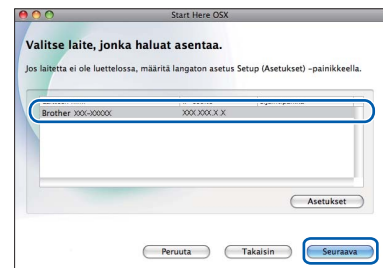 Start Here OSX
Valitse laite, jonka haluat asentaa.
Jos laitetta ei ole luettelossa, määritä langaton asetus Setup (Asetukset) -painikkeella.
Brother XXX-XXXXX XXX.XXX.X.X
Asetukset
Peruuta Takaisin Seuraava